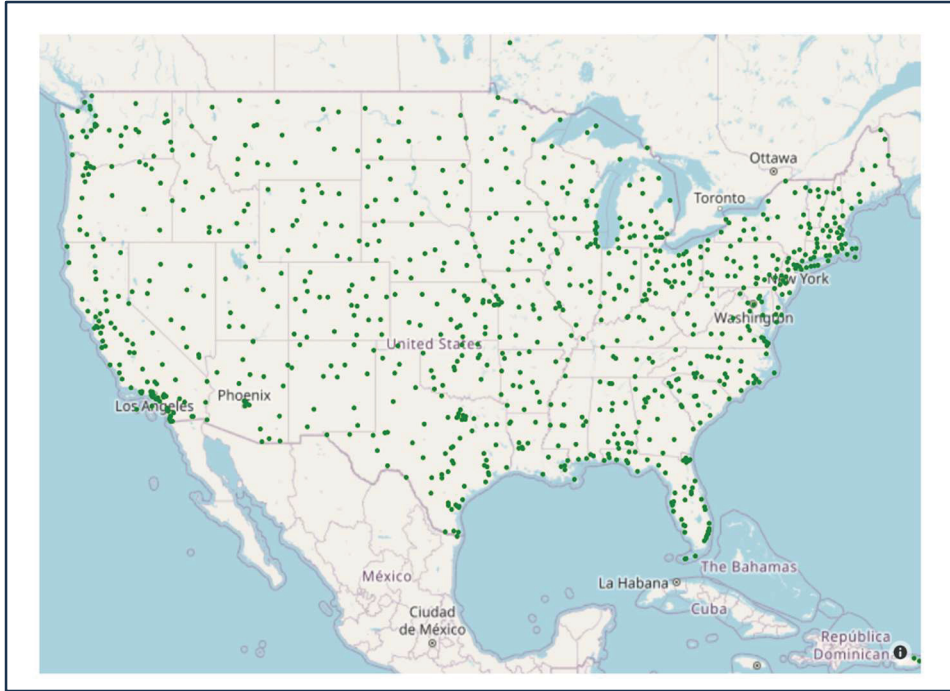 Ottawa
Toronto
New York
Washington
United States
Phoenix
Los Angeles
The Bahamas
La Habana
México
Cuba
Ciudad
de México
República
Dominican
i